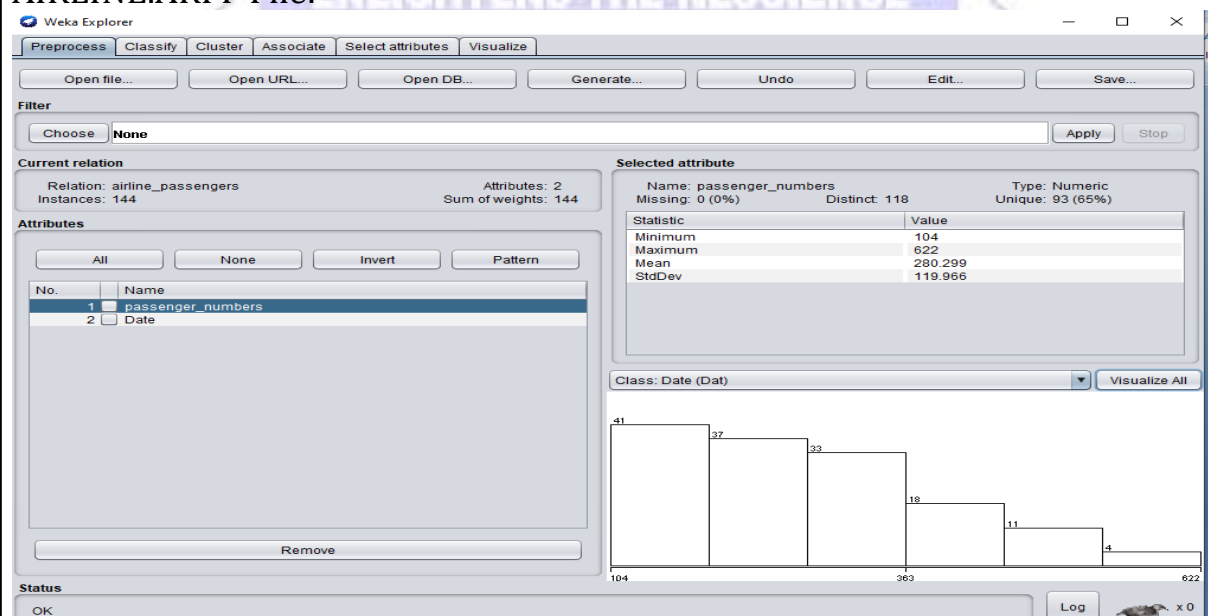 AIRLINE.ARFF File:
Weka Explorer
Preprocess Classify Cluster Associate Select attributes Visualize
Open file... Open URL... Open DB... Generate... Undo Edit... Save...
Filter
Choose None Apply Stop
Current relation
Relation: airline_passengers Attributes: 2
Instances: 144 Sum of weights: 144
Attributes
All None Invert Pattern
No. Name
1 passenger_numbers
2 Date
Remove
Selected attribute
Name: passenger_numbers Type: Numeric
Missing: 0 (0%) Distinct: 118 Unique: 93 (65%)
Statistic Value
Minimum 104
Maximum 622
Mean 280.299
StdDev 119.966
Class: Date (Dat) Visualize All
41
37
33
18
11
4
104 363 622
Status
OK
Log x 0